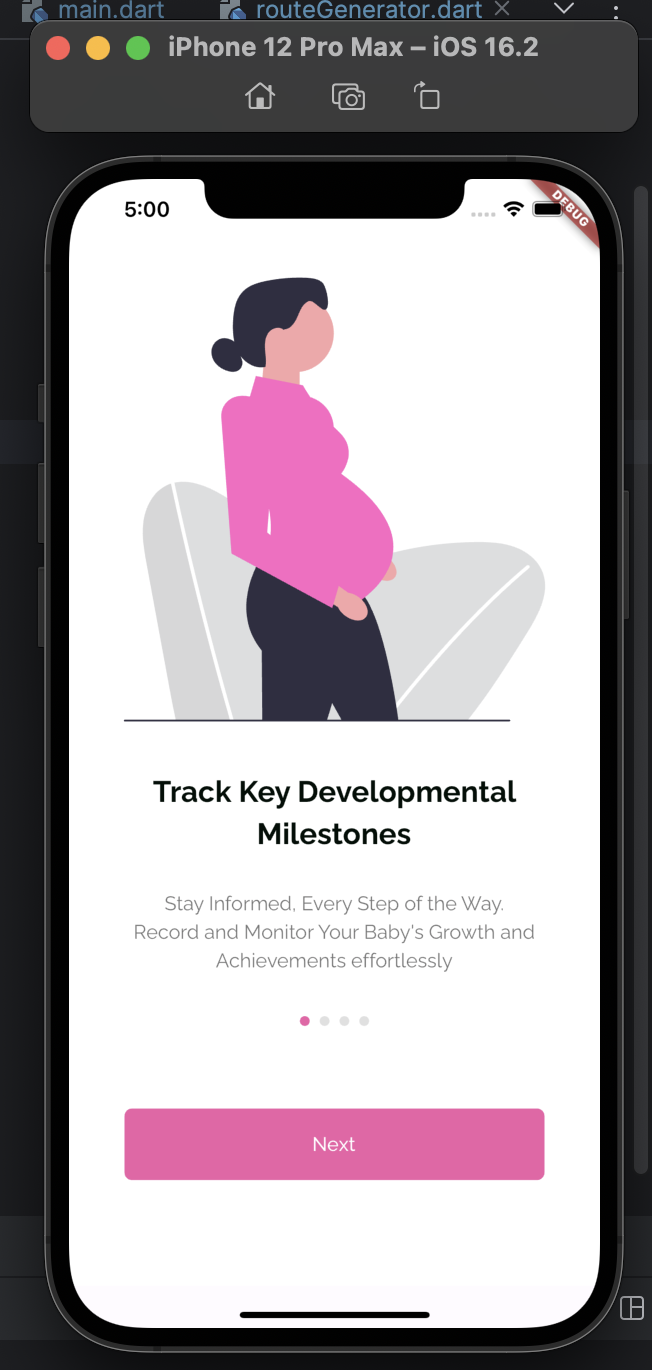 main.dart
routeGenerator.dart
iPhone 12 Pro Max – iOS 16.2
5:00
DEBUG
Track Key Developmental
Milestones
Stay Informed, Every Step of the Way.
Record and Monitor Your Baby's Growth and
Achievements effortlessly
Next